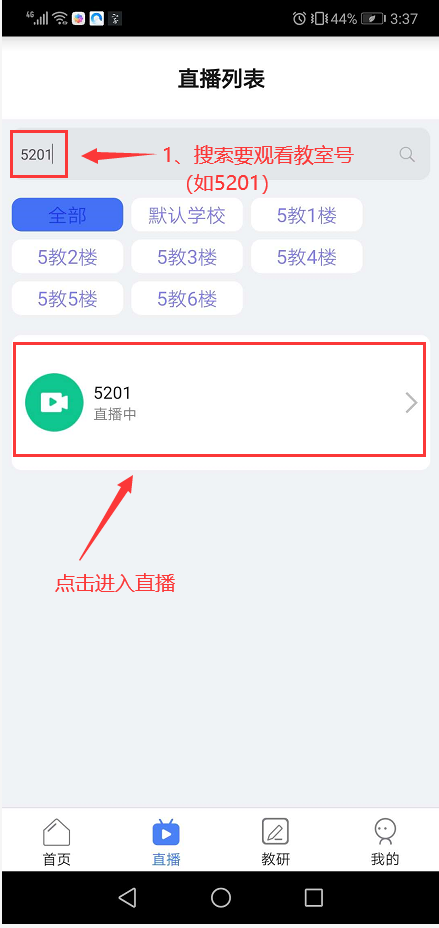 4G 44% 3:37
直播列表
5201 1、搜索要观看教室号
(如5201)
全部 默认学校 5教1楼
5教2楼 5教3楼 5教4楼
5教5楼 5教6楼
5201
直播中
点击进入直播
首页 直播 教研 我的